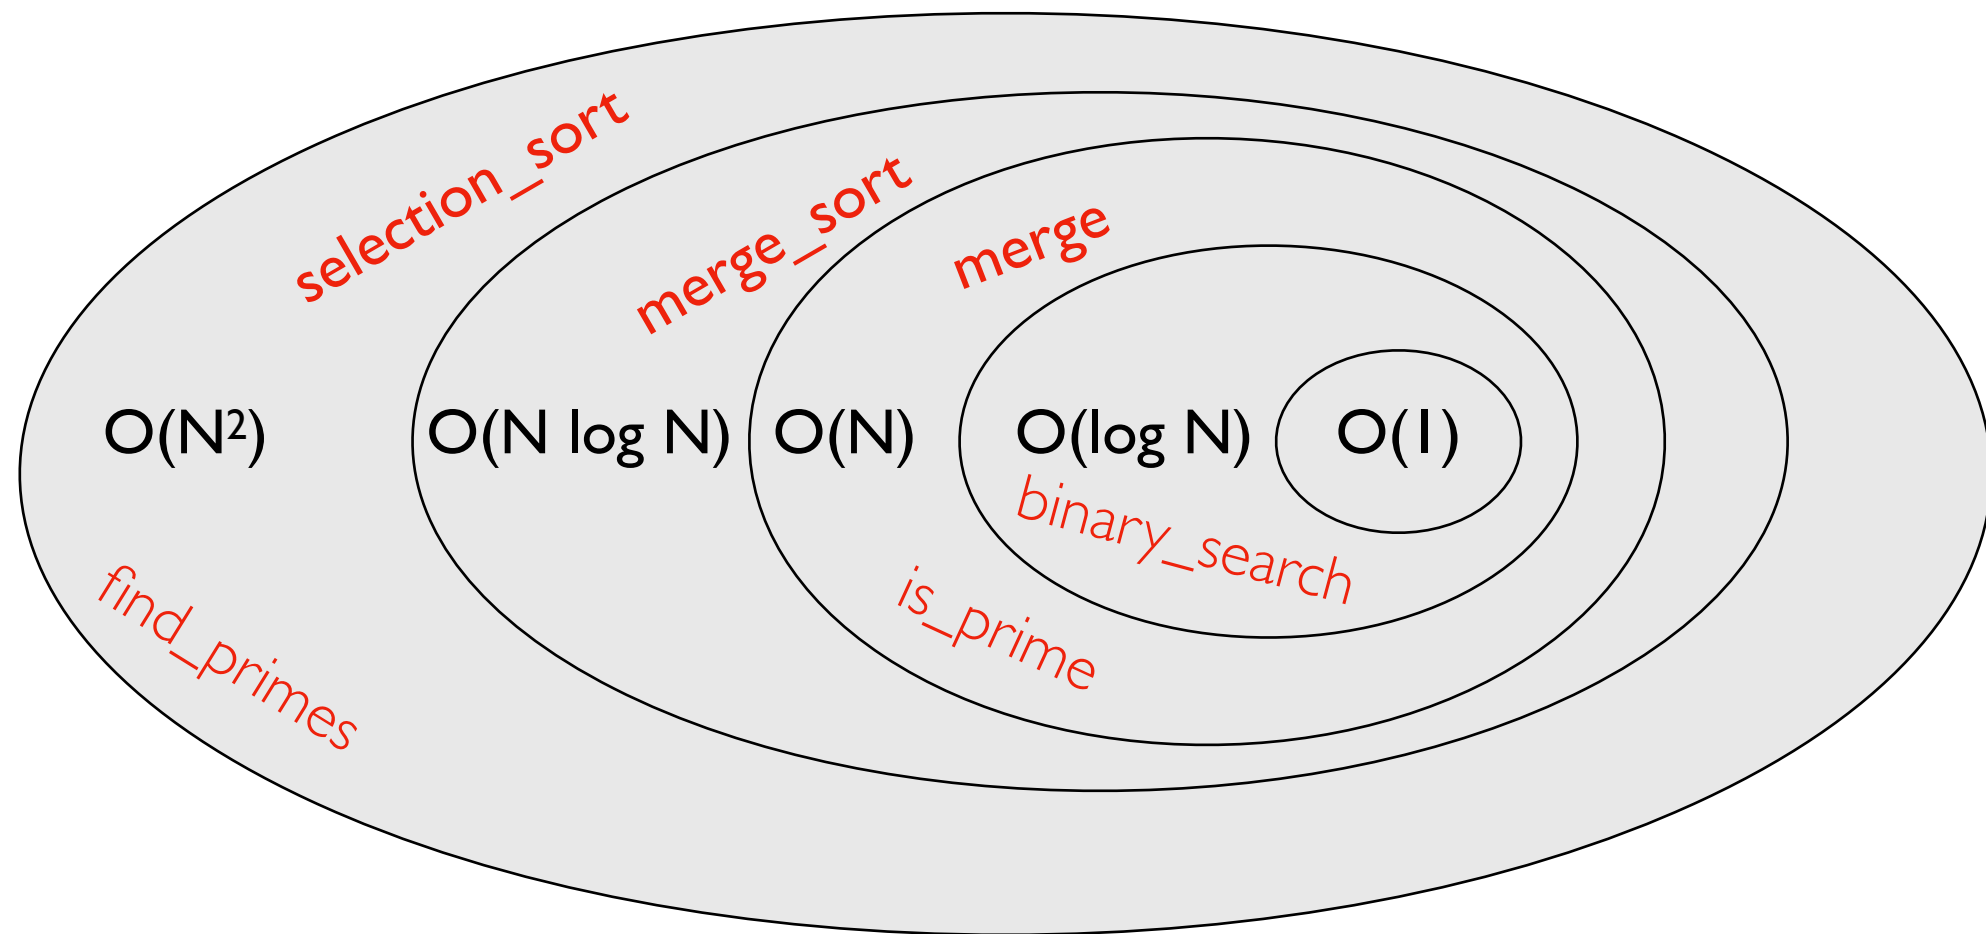 selection_sort
merge_sort
merge
O(N²)
O(N log N)
O(N)
O(log N)
O(1)
binary_search
is_prime
find_primes